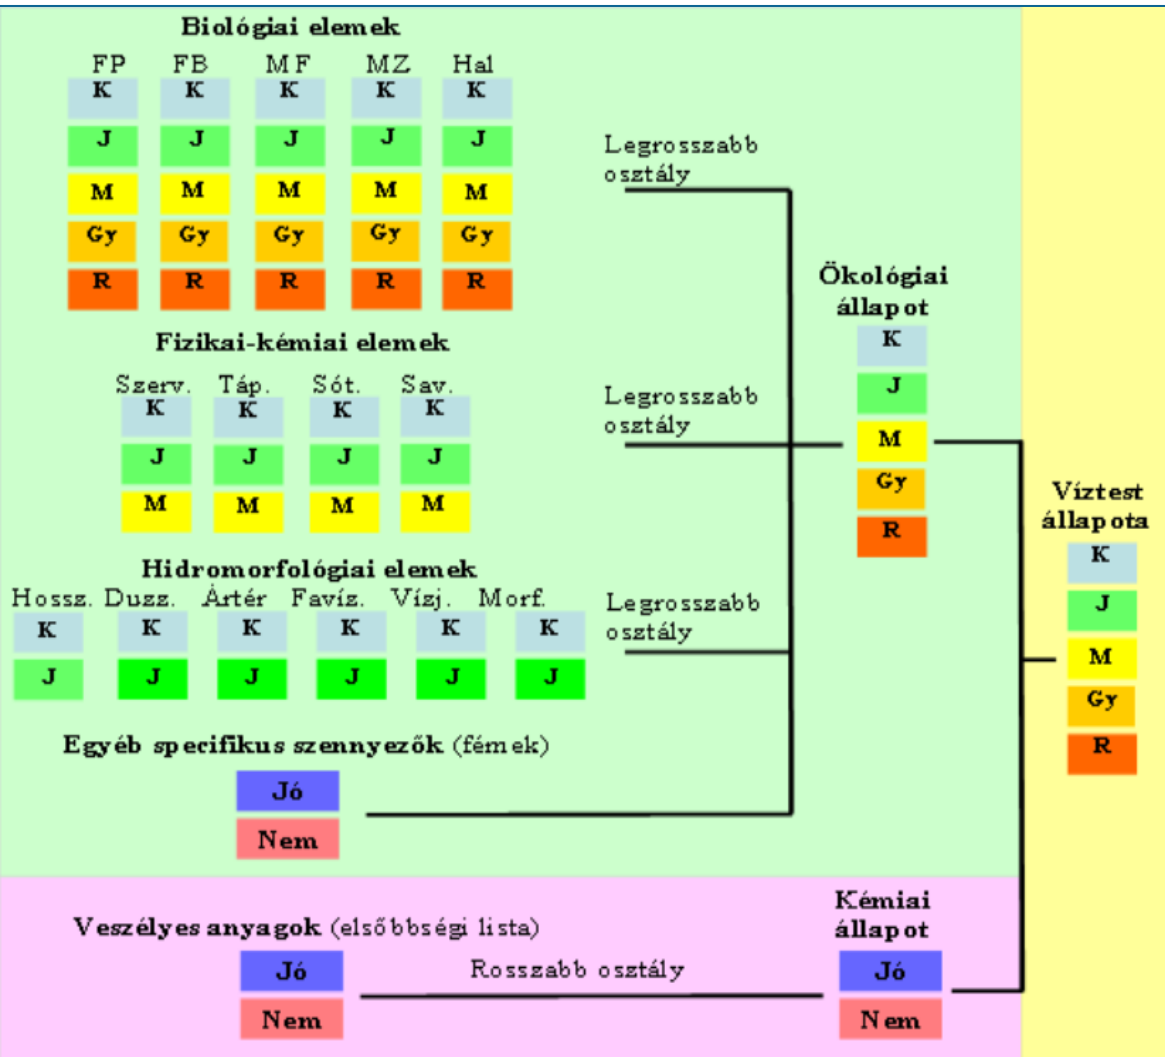 Biológiai elemek
FP FB MF MZ Hal
K K K K K
J J J J J
M M M M M
Gy Gy Gy Gy Gy
R R R R R
Legrosszabb
osztály
Fizikai-kémiai elemek
Szerv. Táp. Sót. Sav.
K K K K
J J J J
M M M M
Legrosszabb
osztály
Hidromorfológiai elemek
Hossz. Duzz. Ártér Favíz. Vízj. Morf.
K K K K K K
J J J J J J
Legrosszabb
osztály
Egyéb specifikus szennyezők (fémek)
Jó
Nem
Ökológiai
állapot
K
J
M
Gy
R
Veszélyes anyagok (elsőbbségi lista)
Jó
Nem
Rosszabb osztály
Kémiai
állapot
Jó
Nem
Víztest
állapota
K
J
M
Gy
R